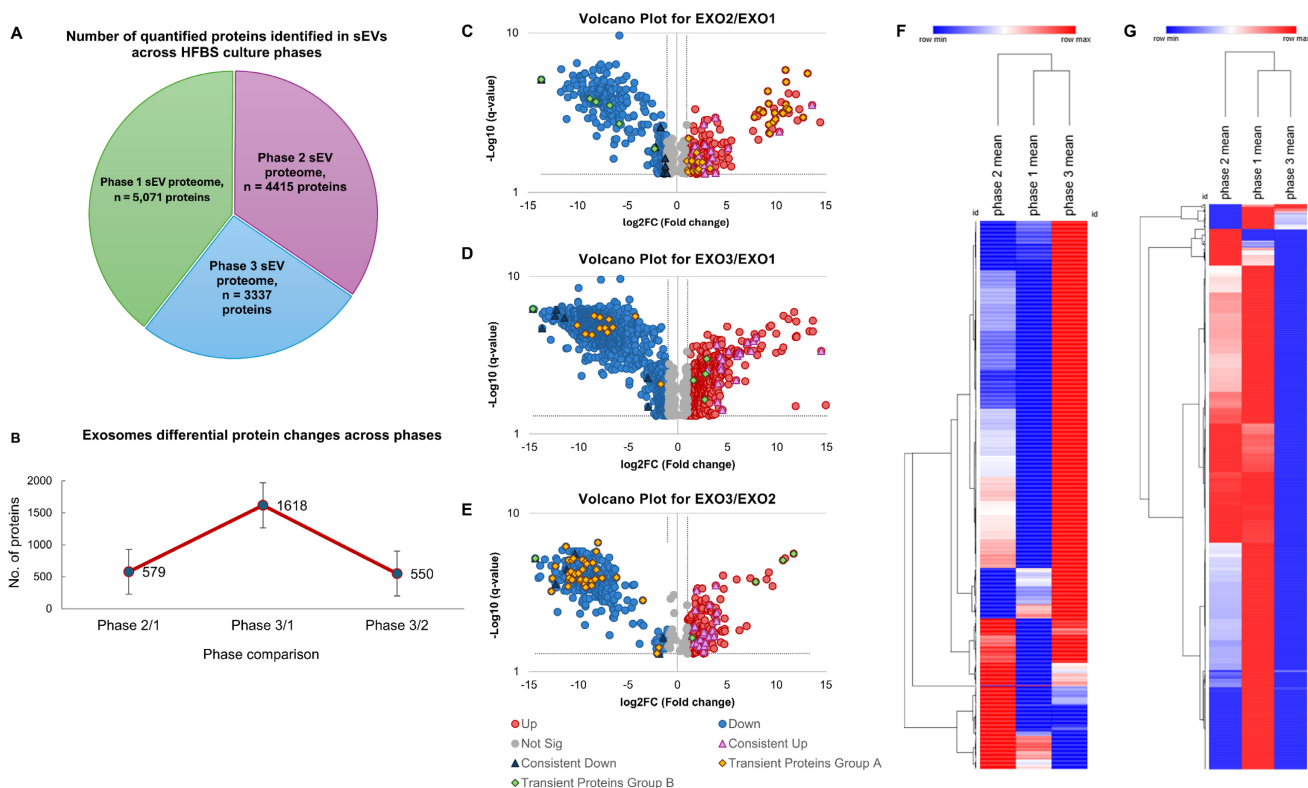 A
Number of quantified proteins identified in sEVs
across HFBS culture phases
Phase 1 sEV proteome,
n = 5,071 proteins
Phase 2 sEV
proteome,
n = 4415 proteins
Phase 3 sEV
proteome,
n = 3337
proteins
B
Exosomes differential protein changes across phases
No. of proteins
2000
1500
1000
500
0
579
1618
550
Phase 2/1
Phase 3/1
Phase 3/2
Phase comparison
C
Volcano Plot for EXO2/EXO1
-Log10 (q-value)
10
1
-15
-10
-5
0
5
10
15
log2FC (Fold change)
D
Volcano Plot for EXO3/EXO1
-Log10 (q-value)
10
1
-15
-10
-5
0
5
10
15
log2FC (Fold change)
E
Volcano Plot for EXO3/EXO2
-Log10 (q-value)
10
1
-15
-10
-5
0
5
10
15
log2FC (Fold change)
Up
Down
Not Sig
Consistent Up
Consistent Down
Transient Proteins Group A
Transient Proteins Group B
F
row min
row max
phase 2 mean
phase 1 mean
phase 3 mean
id
id
G
row min
row max
phase 2 mean
phase 1 mean
phase 3 mean
id